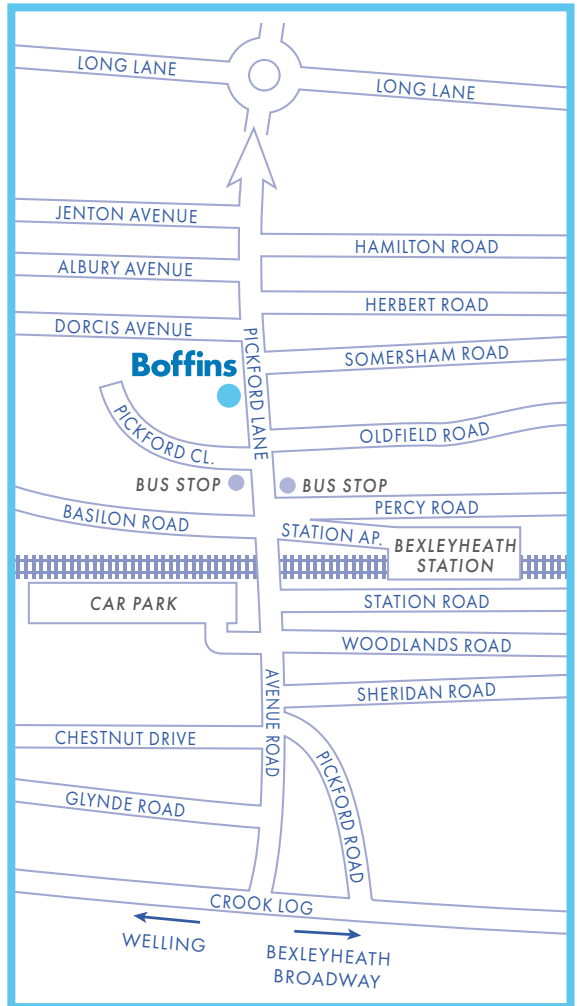 LONG LANE
LONG LANE
JENTON AVENUE
HAMILTON ROAD
ALBURY AVENUE
HERBERT ROAD
DORCIS AVENUE
PICKFORD LANE
SOMERSHAM ROAD
Boffins
PICKFORD CL.
OLDFIELD ROAD
BUS STOP
BUS STOP
PERCY ROAD
BASILON ROAD
STATION AP.
BEXLEYHEATH
STATION
CAR PARK
STATION ROAD
WOODLANDS ROAD
AVENUE ROAD
SHERIDAN ROAD
CHESTNUT DRIVE
PICKFORD ROAD
GLYNDE ROAD
CROOK LOG
WELLING
BEXLEYHEATH
BROADWAY